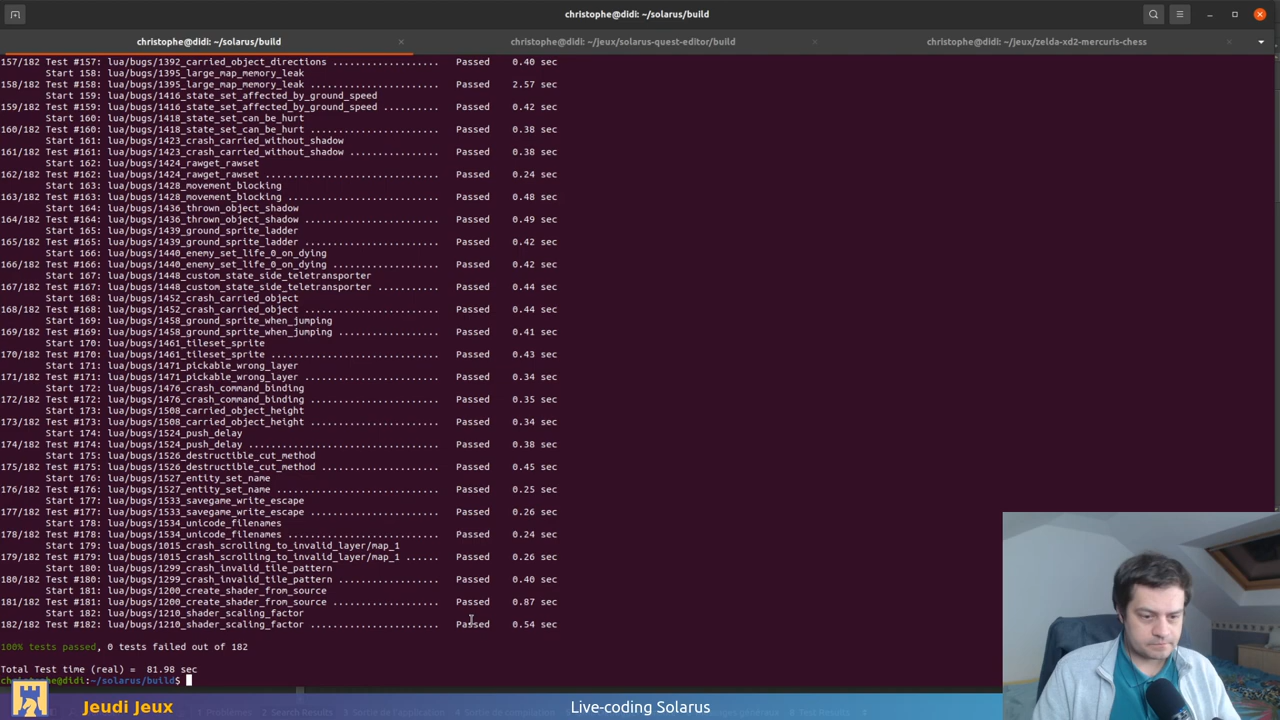 christophe@didi: ~/solarus/build
christophe@didi: ~/solarus/build × christophe@didi: ~/jeux/solarus-quest-editor/build × christophe@didi: ~/jeux/zelda-xd2-mercuris-chess ×
157/182 Test #157: lua/bugs/1392_carried_object_directions .................. Passed 0.40 sec
Start 158: lua/bugs/1395_large_map_memory_leak
158/182 Test #158: lua/bugs/1395_large_map_memory_leak ....................... Passed 2.57 sec
Start 159: lua/bugs/1416_state_set_affected_by_ground_speed
159/182 Test #159: lua/bugs/1416_state_set_affected_by_ground_speed .......... Passed 0.42 sec
Start 160: lua/bugs/1418_state_set_can_be_hurt
160/182 Test #160: lua/bugs/1418_state_set_can_be_hurt ....................... Passed 0.38 sec
Start 161: lua/bugs/1423_crash_carried_without_shadow
161/182 Test #161: lua/bugs/1423_crash_carried_without_shadow ................ Passed 0.38 sec
Start 162: lua/bugs/1424_rawget_rawset
162/182 Test #162: lua/bugs/1424_rawget_rawset ............................... Passed 0.24 sec
Start 163: lua/bugs/1428_movement_blocking
163/182 Test #163: lua/bugs/1428_movement_blocking ........................... Passed 0.48 sec
Start 164: lua/bugs/1436_thrown_object_shadow
164/182 Test #164: lua/bugs/1436_thrown_object_shadow ........................ Passed 0.49 sec
Start 165: lua/bugs/1439_ground_sprite_ladder
165/182 Test #165: lua/bugs/1439_ground_sprite_ladder ........................ Passed 0.42 sec
Start 166: lua/bugs/1440_enemy_set_life_0_on_dying
166/182 Test #166: lua/bugs/1440_enemy_set_life_0_on_dying ................... Passed 0.42 sec
Start 167: lua/bugs/1448_custom_state_side_teletransporter
167/182 Test #167: lua/bugs/1448_custom_state_side_teletransporter ........... Passed 0.44 sec
Start 168: lua/bugs/1452_crash_carried_object
168/182 Test #168: lua/bugs/1452_crash_carried_object ........................ Passed 0.44 sec
Start 169: lua/bugs/1458_ground_sprite_when_jumping
169/182 Test #169: lua/bugs/1458_ground_sprite_when_jumping .................. Passed 0.41 sec
Start 170: lua/bugs/1461_tileset_sprite
170/182 Test #170: lua/bugs/1461_tileset_sprite .............................. Passed 0.43 sec
Start 171: lua/bugs/1471_pickable_wrong_layer
171/182 Test #171: lua/bugs/1471_pickable_wrong_layer ........................ Passed 0.34 sec
Start 172: lua/bugs/1476_crash_command_binding
172/182 Test #172: lua/bugs/1476_crash_command_binding ....................... Passed 0.35 sec
Start 173: lua/bugs/1508_carried_object_height
173/182 Test #173: lua/bugs/1508_carried_object_height ....................... Passed 0.34 sec
Start 174: lua/bugs/1524_push_delay
174/182 Test #174: lua/bugs/1524_push_delay .................................. Passed 0.38 sec
Start 175: lua/bugs/1526_destructible_cut_method
175/182 Test #175: lua/bugs/1526_destructible_cut_method ..................... Passed 0.45 sec
Start 176: lua/bugs/1527_entity_set_name
176/182 Test #176: lua/bugs/1527_entity_set_name ............................. Passed 0.25 sec
Start 177: lua/bugs/1533_savegame_write_escape
177/182 Test #177: lua/bugs/1533_savegame_write_escape ....................... Passed 0.26 sec
Start 178: lua/bugs/1534_unicode_filenames
178/182 Test #178: lua/bugs/1534_unicode_filenames ........................... Passed 0.24 sec
Start 179: lua/bugs/1015_crash_scrolling_to_invalid_layer/map_1
179/182 Test #179: lua/bugs/1015_crash_scrolling_to_invalid_layer/map_1 ...... Passed 0.26 sec
Start 180: lua/bugs/1299_crash_invalid_tile_pattern
180/182 Test #180: lua/bugs/1299_crash_invalid_tile_pattern .................. Passed 0.40 sec
Start 181: lua/bugs/1200_create_shader_from_source
181/182 Test #181: lua/bugs/1200_create_shader_from_source ................... Passed 0.87 sec
Start 182: lua/bugs/1210_shader_scaling_factor
182/182 Test #182: lua/bugs/1210_shader_scaling_factor ....................... Passed 0.54 sec
100% tests passed, 0 tests failed out of 182
Total Test time (real) = 81.98 sec
christophe@didi:~/solarus/build$
Jeudi Jeux Live-coding Solarus